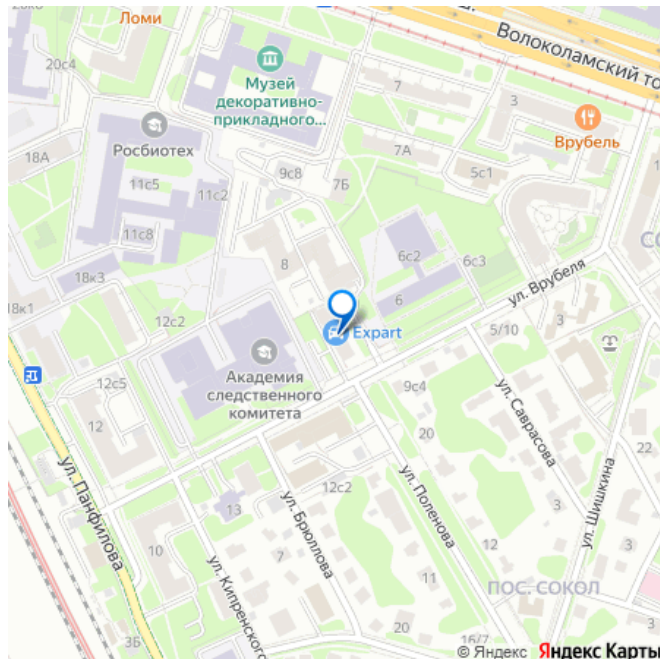 Ломи
20с4
Волоколамский то
Музей
декоративно-
прикладного...
7
3
Врубель
Росбиотех
18А
11с5
11с2
9с8
7Б
7А
5с1
11с8
8
6с2
6с3
18к3
6
ул. Врубеля
18к1
12с2
Expart
5/10
3
Академия
следственного
комитета
12с5
12
9с4
20
ул. Саврасова
22
ул. Панфилова
13
12с2
20
ул. Поленова
ул. Шишкина
3
10
7
ул. Брюллова
12
3
ул. Кипренского
11
ПОС. СОКОЛ
3Б
3
16/7
3
© Яндекс Яндекс Карты